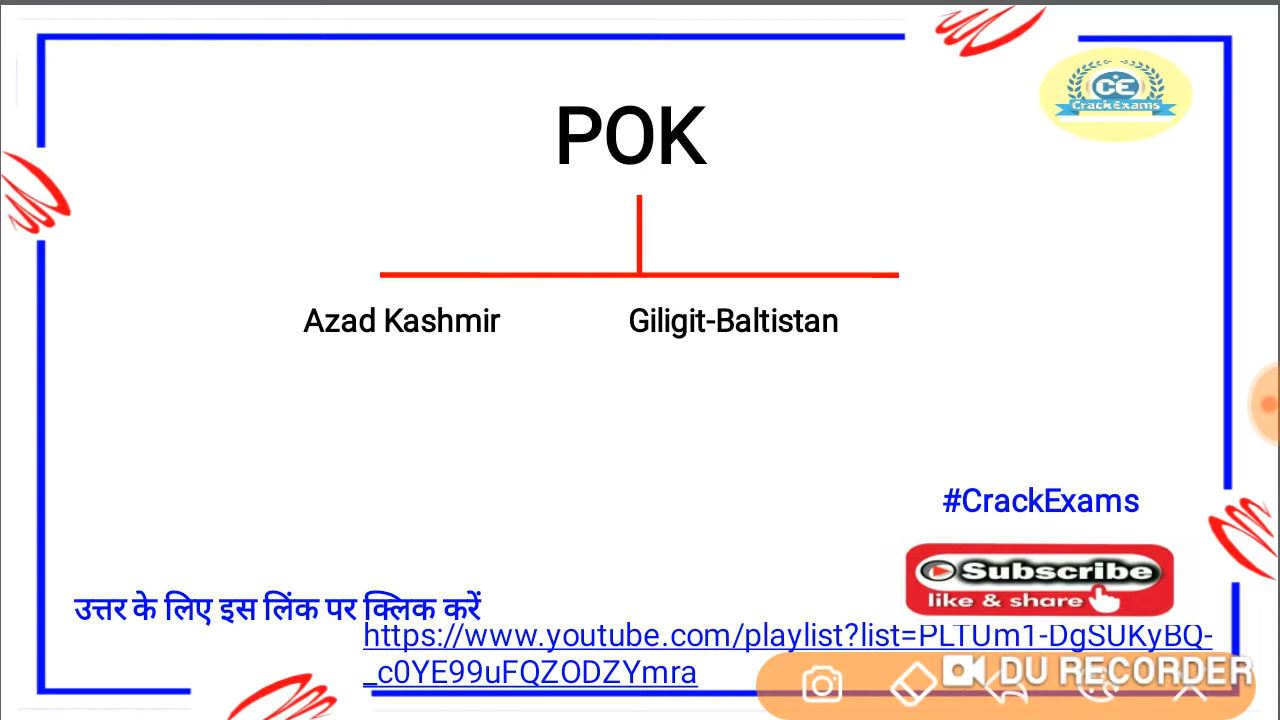 CE
CrackExams
POK
Azad Kashmir Giligit-Baltistan
#CrackExams
Subscribe
like & share
उत्तर के लिए इस लिंक पर क्लिक करें
https://www.youtube.com/playlist?list=PLTUm1-DgSUKyBQ-
_c0YE99uFQZODZYmra
DU RECORDER